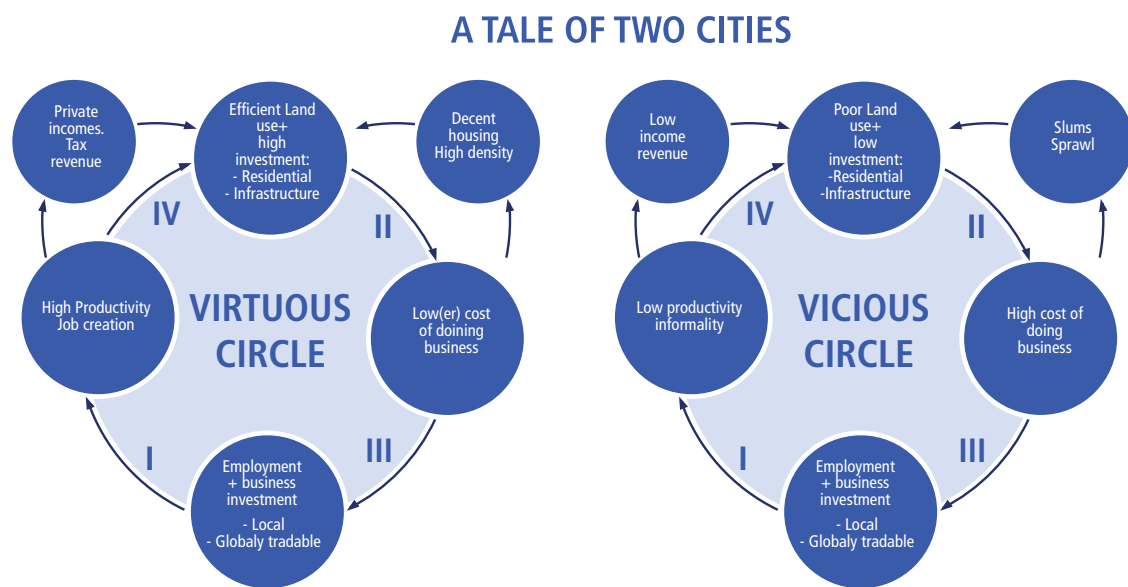 A TALE OF TWO CITIES
Private
incomes.
Tax
revenue
Efficient Land
use+
high
investment:
- Residential
- Infrastructure
Decent
housing
High density
IV
II
High Productivity
Job creation
VIRTUOUS
CIRCLE
Low(er) cost
of doining
business
I
III
Employment
+ business
investment
- Local
- Globaly tradable
Low
income
revenue
Poor Land
use+
low
investment:
-Residential
-Infrastructure
Slums
Sprawl
IV
II
Low productivity
informality
VICIOUS
CIRCLE
High cost of
doing
business
I
III
Employment
+ business
investment
- Local
- Globaly tradable